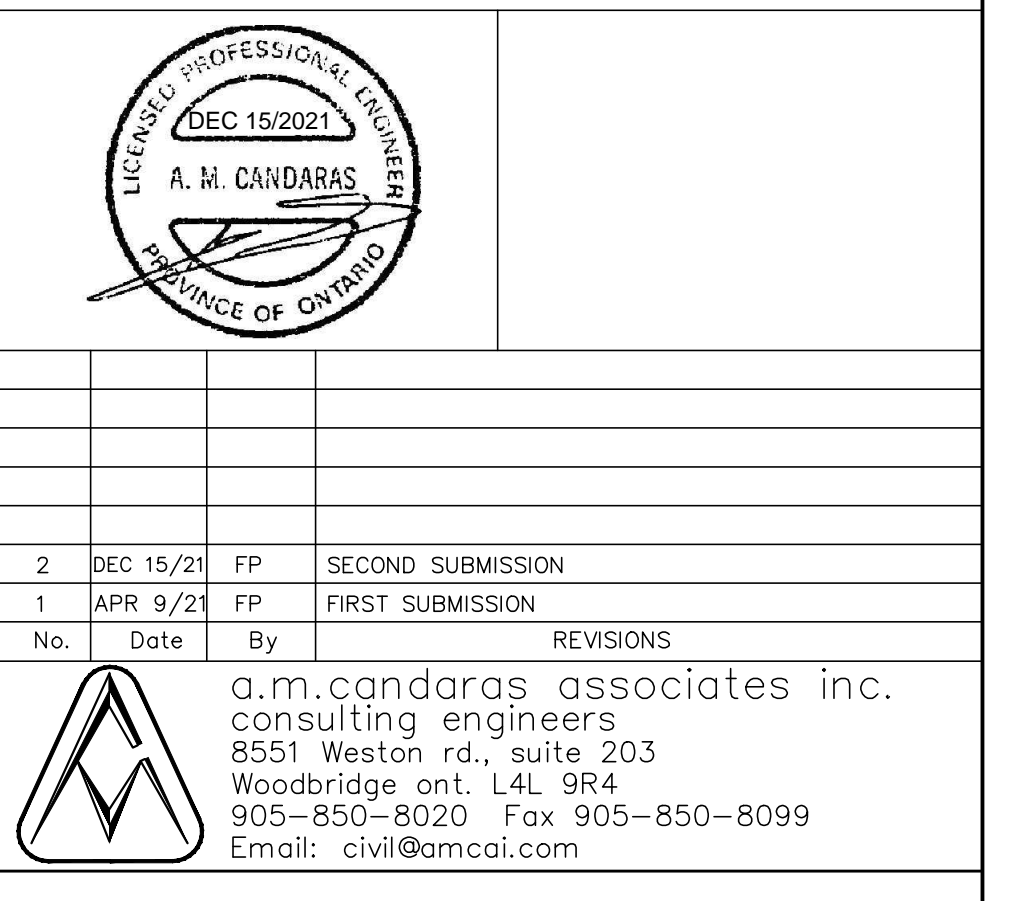 LICENSED PROFESSIONAL ENGINEER
DEC 15/2021
A. M. CANDARAS
PROVINCE OF ONTARIO
2 DEC 15/21 FP SECOND SUBMISSION
1 APR 9/21 FP FIRST SUBMISSION
No. Date By REVISIONS
a.m.candaras associates inc.
consulting engineers
8551 Weston rd., suite 203
Woodbridge ont. L4L 9R4
905-850-8020 Fax 905-850-8099
Email: civil@amcai.com